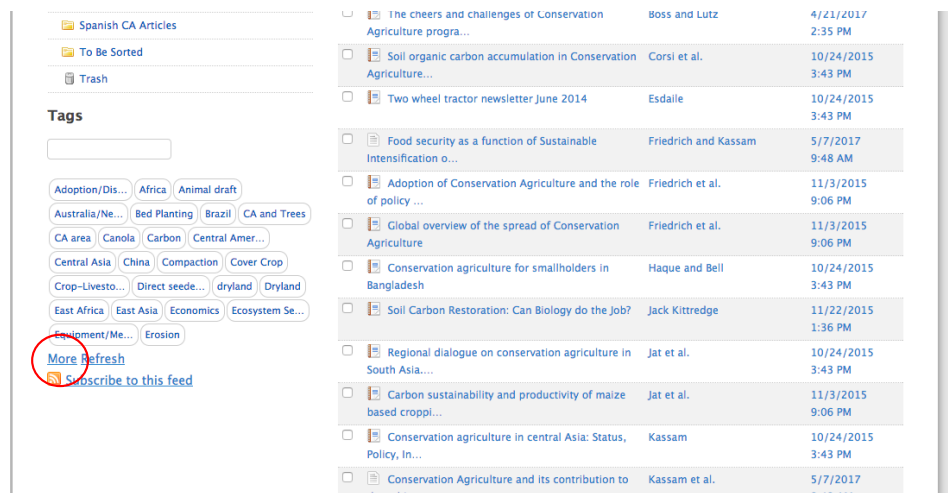 Spanish CA Articles
To Be Sorted
Trash
Tags
Adoption/Dis... Africa Animal draft
Australia/Ne... Bed Planting Brazil CA and Trees
CA area Canola Carbon Central Amer...
Central Asia China Compaction Cover Crop
Crop-Livesto... Direct seede... dryland Dryland
East Africa East Asia Economics Ecosystem Se...
Equipment/Me... Erosion
More Refresh
Subscribe to this feed
The cheers and challenges of Conservation Boss and Lutz 4/21/2017
Agriculture progra... 2:35 PM
Soil organic carbon accumulation in Conservation Corsi et al. 10/24/2015
Agriculture... 3:43 PM
Two wheel tractor newsletter June 2014 Esdaile 10/24/2015
3:43 PM
Food security as a function of Sustainable Friedrich and Kassam 5/7/2017
Intensification o... 9:48 AM
Adoption of Conservation Agriculture and the role Friedrich et al. 11/3/2015
of policy ... 9:06 PM
Global overview of the spread of Conservation Friedrich et al. 11/3/2015
Agriculture 9:06 PM
Conservation agriculture for smallholders in Haque and Bell 10/24/2015
Bangladesh 3:43 PM
Soil Carbon Restoration: Can Biology do the Job? Jack Kittredge 11/22/2015
1:36 PM
Regional dialogue on conservation agriculture in Jat et al. 10/24/2015
South Asia.... 3:43 PM
Carbon sustainability and productivity of maize Jat et al. 11/3/2015
based croppi... 9:06 PM
Conservation agriculture in central Asia: Status, Kassam 10/24/2015
Policy, In... 3:43 PM
Conservation Agriculture and its contribution to Kassam et al. 5/7/2017